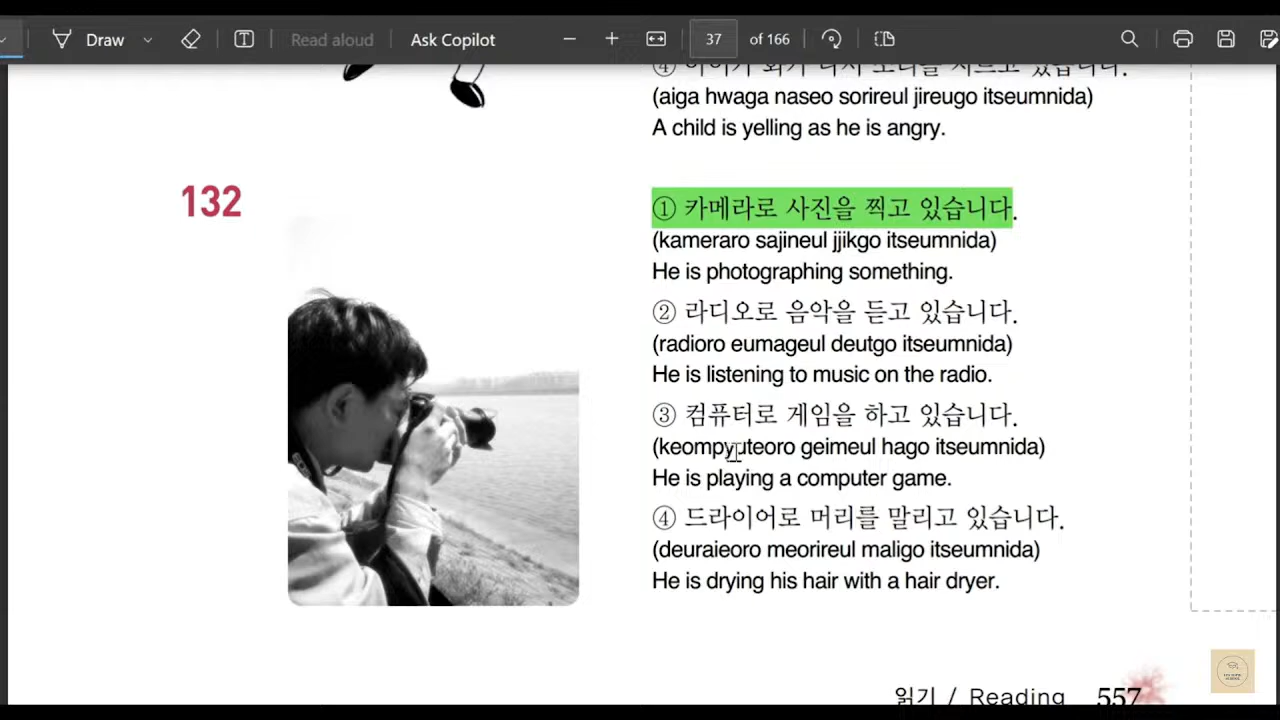 Draw
Read aloud
Ask Copilot
37 of 166
(aiga hwaga naseo sorireul jireugo itseumnida)
A child is yelling as he is angry.
132
① 카메라로 사진을 찍고 있습니다.
(kameraro sajineul jjikgo itseumnida)
He is photographing something.
② 라디오로 음악을 듣고 있습니다.
(radioro eumageul deutgo itseumnida)
He is listening to music on the radio.
③ 컴퓨터로 게임을 하고 있습니다.
(keompyuteoro geimeul hago itseumnida)
He is playing a computer game.
④ 드라이어로 머리를 말리고 있습니다.
(deuraieoro meorireul maligo itseumnida)
He is drying his hair with a hair dryer.
읽기 / Reading 557